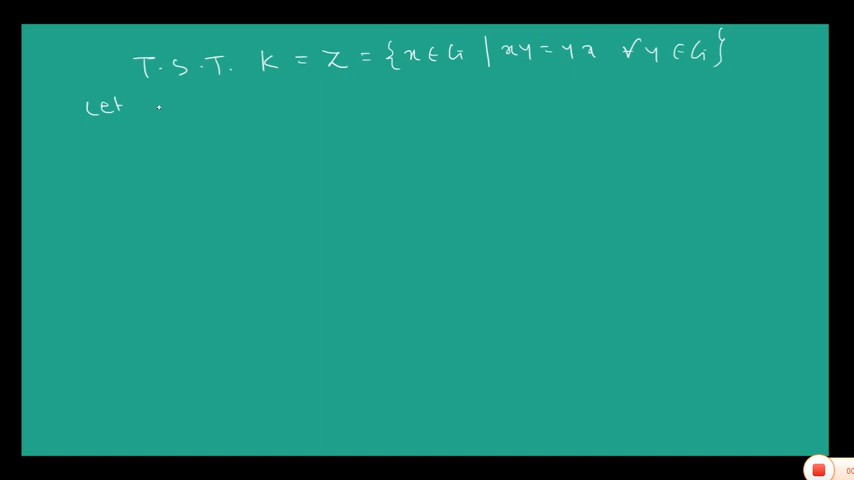 T.S.T. K = Z = {x ∈ G | xy = yx ∀ y ∈ G}
Let